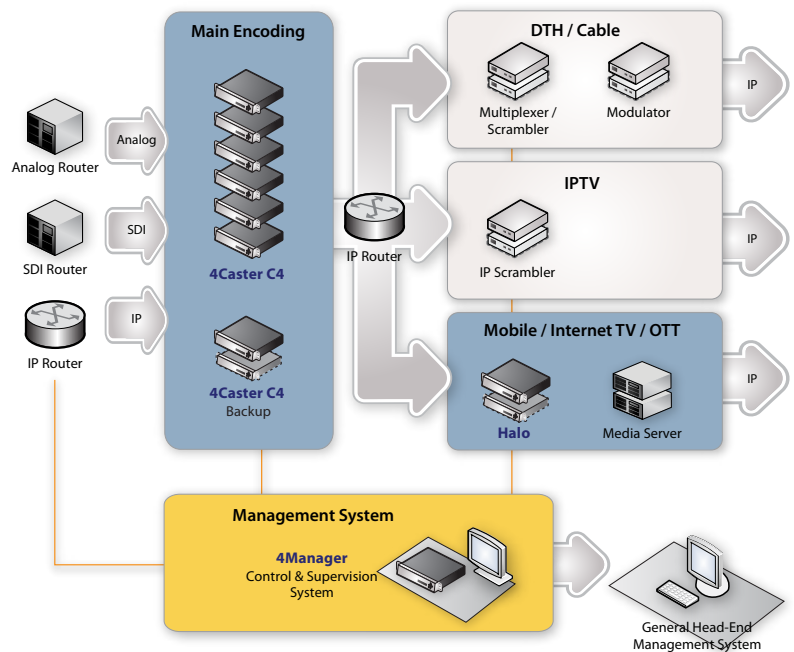 Main Encoding
4Caster C4
4Caster C4
Backup
Analog Router
Analog
SDI Router
SDI
IP Router
IP
IP Router
DTH / Cable
Multiplexer /
Scrambler
Modulator
IP
IPTV
IP Scrambler
IP
Mobile / Internet TV / OTT
Halo
Media Server
IP
Management System
4Manager
Control & Supervision
System
General Head-End
Management System